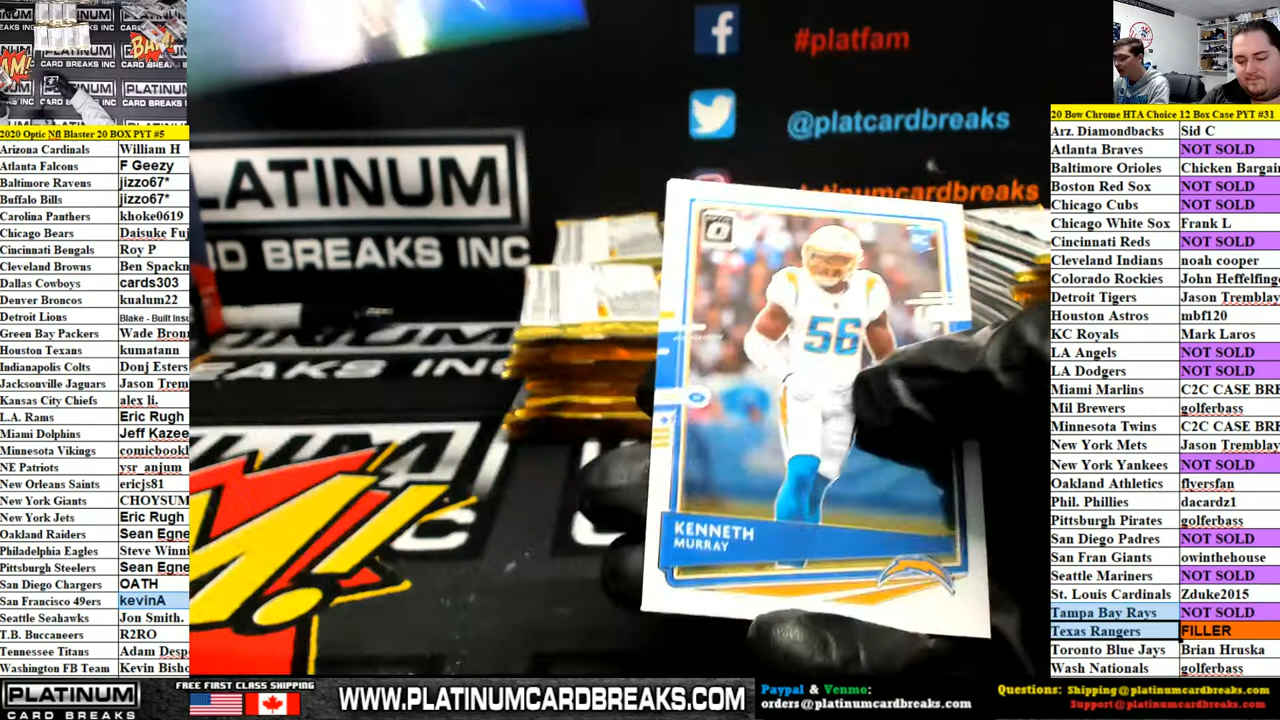 BAM!
PLATINUM
CARD BREAKS
2020 Optic Nfl Blaster 20 BOX PYT #5
Arizona Cardinals William H
Atlanta Falcons F Geezy
Baltimore Ravens jizzo67*
Buffalo Bills jizzo67*
Carolina Panthers khoke0619
Chicago Bears Daisuke Fuj
Cincinnati Bengals Roy P
Cleveland Browns Ben Spackm
Dallas Cowboys cards303
Denver Broncos kualum22
Detroit Lions Blake - Built Insu
Green Bay Packers Wade Bron
Houston Texans kumatann
Indianapolis Colts Donj Esters
Jacksonville Jaguars Jason Trem
Kansas City Chiefs alex li.
L.A. Rams Eric Rugh
Miami Dolphins Jeff Kazee
Minnesota Vikings comicbookl
NE Patriots ysr_anjum
New Orleans Saints ericjs81
New York Giants CHOYSUM
New York Jets Eric Rugh
Oakland Raiders Sean Egne
Philadelphia Eagles Steve Winni
Pittsburgh Steelers Sean Egne
San Diego Chargers OATH
San Francisco 49ers kevinA
Seattle Seahawks Jon Smith.
T.B. Buccaneers R2RO
Tennessee Titans Adam Desp
Washington FB Team Kevin Bisho
#platfam
@platcardbreaks
latinumcardbreaks
LATINUM
D BREAKS INC
EAKS INC
M!
56
KENNETH
MURRAY
20 Bow Chrome HTA Choice 12 Box Case PYT #31
Arz. Diamondbacks Sid C
Atlanta Braves NOT SOLD
Baltimore Orioles Chicken Bargai
Boston Red Sox NOT SOLD
Chicago Cubs NOT SOLD
Chicago White Sox Frank L
Cincinnati Reds NOT SOLD
Cleveland Indians noah cooper
Colorado Rockies John Heffelfing
Detroit Tigers Jason Tremblay
Houston Astros mbf120
KC Royals Mark Laros
LA Angels NOT SOLD
LA Dodgers NOT SOLD
Miami Marlins C2C CASE BRE
Mil Brewers golferbass
Minnesota Twins C2C CASE BRE
New York Mets Jason Tremblay
New York Yankees NOT SOLD
Oakland Athletics flyersfan
Phil. Phillies dacardz1
Pittsburgh Pirates golferbass
San Diego Padres NOT SOLD
San Fran Giants owinthehouse
Seattle Mariners NOT SOLD
St. Louis Cardinals Zduke2015
Tampa Bay Rays NOT SOLD
Texas Rangers FILLER
Toronto Blue Jays Brian Hruska
Wash Nationals golferbass
PLATINUM
CARD BREAKS
FREE FIRST CLASS SHIPPING
WWW.PLATINUMCARDBREAKS.COM
Paypal & Venmo:
orders@platinumcardbreaks.com
Questions: Shipping@platinumcardbreaks.com
Support@platinumcardbreaks.com